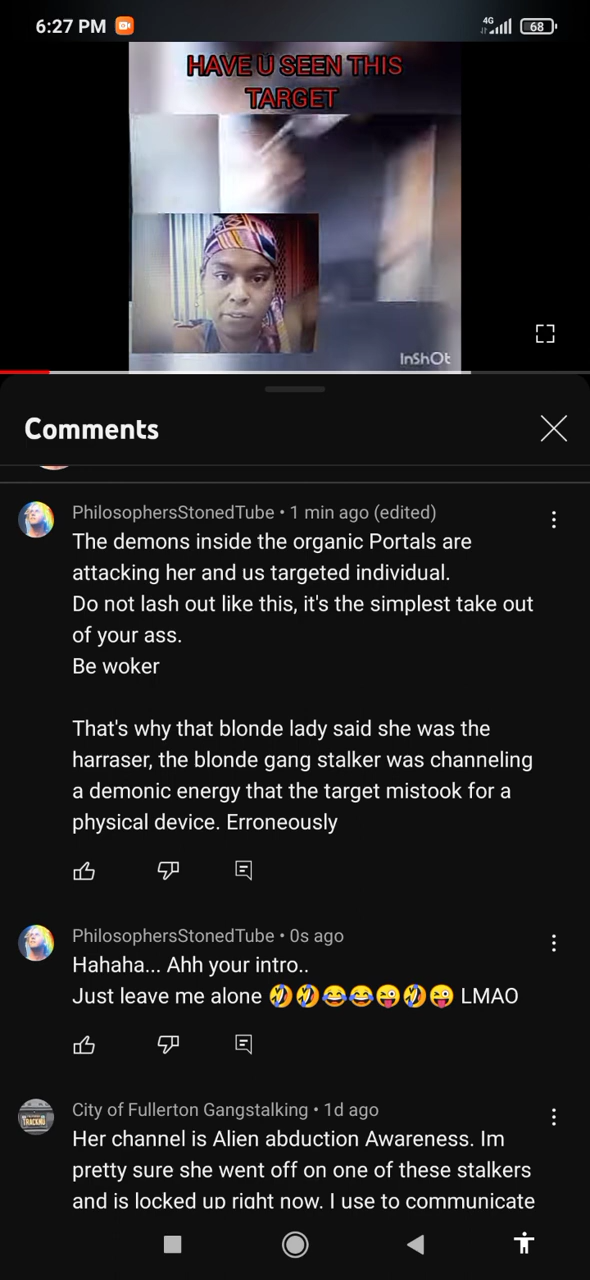 6:27 PM
4G
68
HAVE U SEEN THIS
TARGET
InShOt
Comments
PhilosophersStonedTube • 1 min ago (edited)
The demons inside the organic Portals are
attacking her and us targeted individual.
Do not lash out like this, it's the simplest take out
of your ass.
Be woker
That's why that blonde lady said she was the
harraser, the blonde gang stalker was channeling
a demonic energy that the target mistook for a
physical device. Erroneously
PhilosophersStonedTube • 0s ago
Hahaha... Ahh your intro..
Just leave me alone 🤣🤣😂😂😜🤣😜 LMAO
City of Fullerton Gangstalking • 1d ago
TRACKND
Her channel is Alien abduction Awareness. Im
pretty sure she went off on one of these stalkers
and is locked up right now. I use to communicate